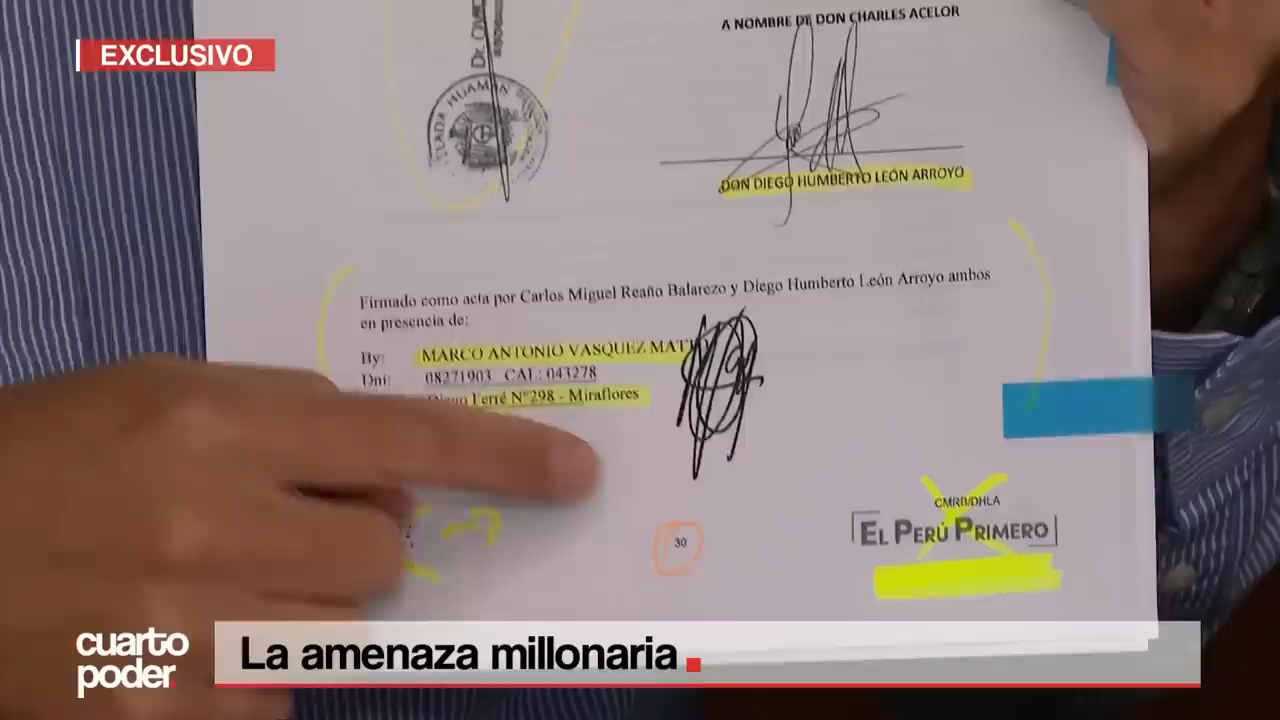 EXCLUSIVO
A NOMBRE DE DON CHARLES ACELOR
HUAMAN
DON DIEGO HUMBERTO LEÓN ARROYO
Firmado como acta por Carlos Miguel Reaño Balarezo y Diego Humberto León Arroyo ambos
en presencia de:
By: MARCO ANTONIO VASQUEZ
Dni: 08271903 CAL: 043278
Diego Ferré N°298 - Miraflores
CMRB/DHLA
EL PERÚ PRIMERO
30
cuarto
poder
La amenaza millonaria